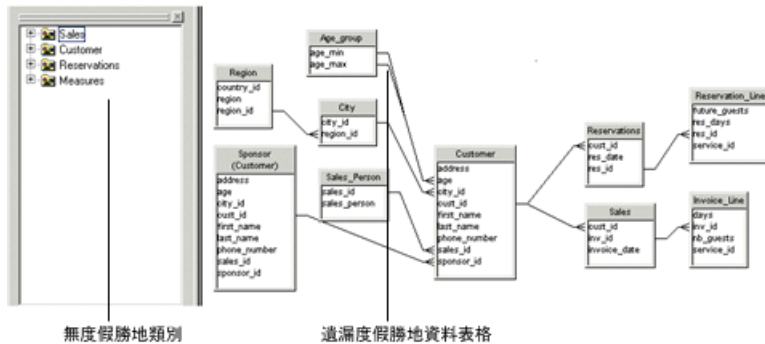 Sales
Customer
Reservations
Measures
Age_group
age_min
age_max
Region
country_id
region
region_id
City
city_id
region_id
Sponsor
(Customer)
address
age
city_id
cust_id
first_name
last_name
phone_number
sales_id
sponsor_id
Sales_Person
sales_id
sales_person
Customer
address
age
city_id
cust_id
first_name
last_name
phone_number
sales_id
sponsor_id
Reservations
cust_id
res_date
res_id
Sales
cust_id
inv_id
invoice_date
Reservation_Line
future_guests
res_days
res_id
service_id
Invoice_Line
days
inv_id
nb_guests
service_id
無度假勝地類別
遺漏度假勝地資料表格